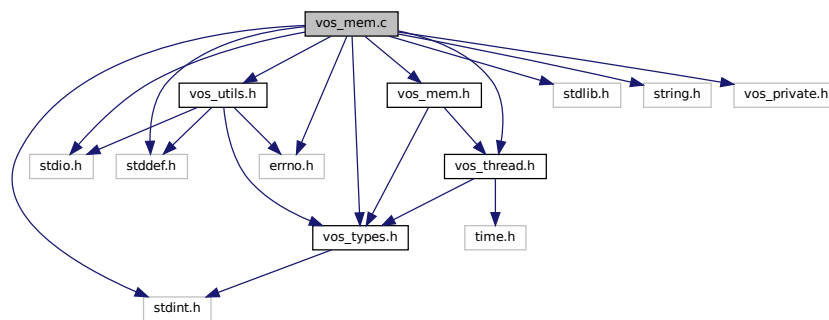 vos_mem.c
vos_utils.h
vos_mem.h
stdlib.h
string.h
vos_private.h
stdio.h
stddef.h
errno.h
vos_thread.h
vos_types.h
time.h
stdint.h